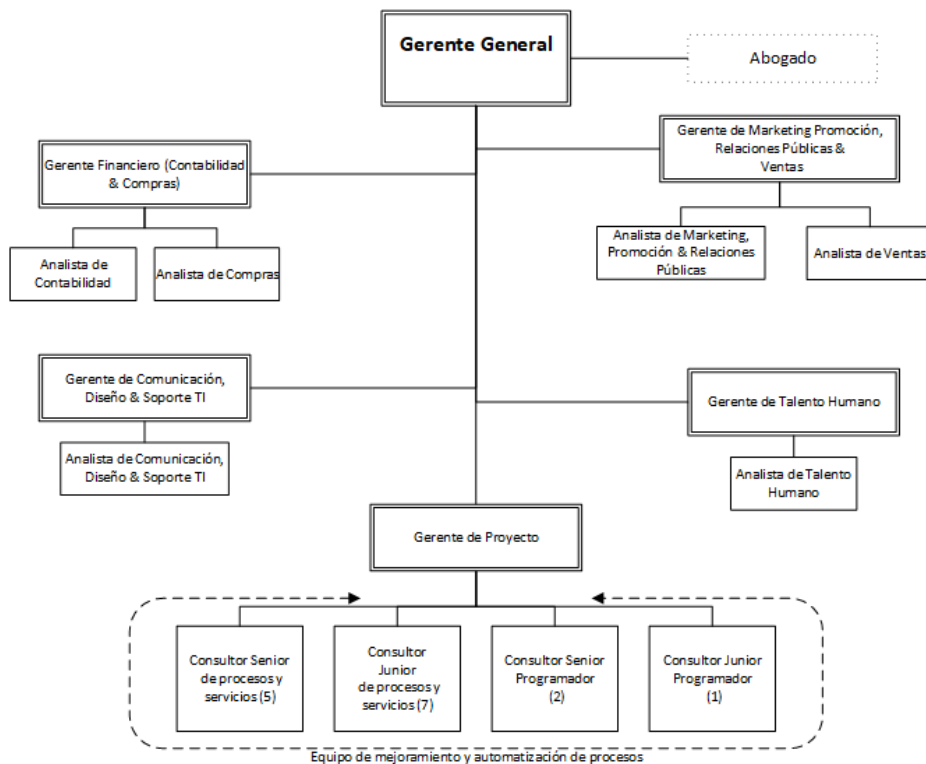 Gerente General
Abogado
Gerente Financiero (Contabilidad
& Compras)
Gerente de Marketing Promoción,
Relaciones Públicas &
Ventas
Analista de
Contabilidad
Analista de Compras
Analista de Marketing,
Promoción & Relaciones
Públicas
Analista de Ventas
Gerente de Comunicación,
Diseño & Soporte TI
Gerente de Talento Humano
Analista de Comunicación,
Diseño & Soporte TI
Analista de Talento
Humano
Gerente de Proyecto
Consultor Senior
de procesos y
servicios (5)
Consultor
Junior
de procesos y
servicios (7)
Consultor Senior
Programador
(2)
Consultor Junior
Programador
(1)
Equipo de mejoramiento y automatización de procesos